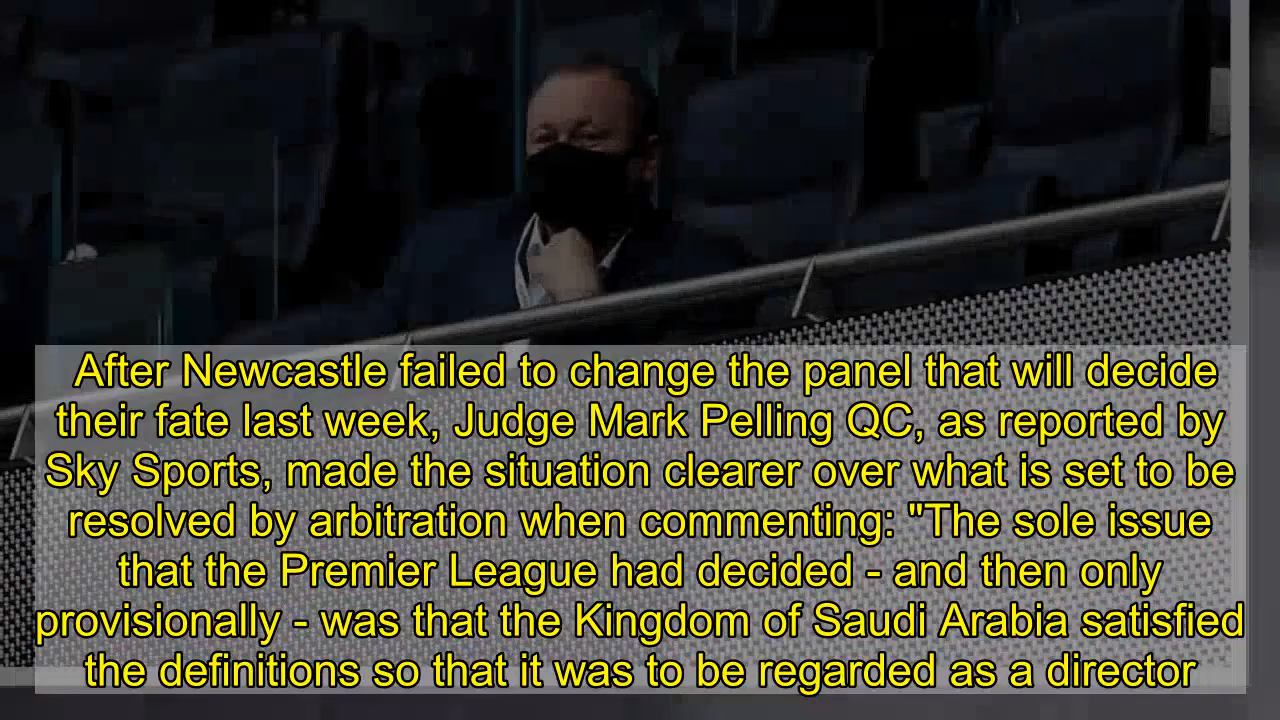 After Newcastle failed to change the panel that will decide
their fate last week, Judge Mark Pelling QC, as reported by
Sky Sports, made the situation clearer over what is set to be
resolved by arbitration when commenting: "The sole issue
that the Premier League had decided - and then only
provisionally - was that the Kingdom of Saudi Arabia satisfied
the definitions so that it was to be regarded as a director